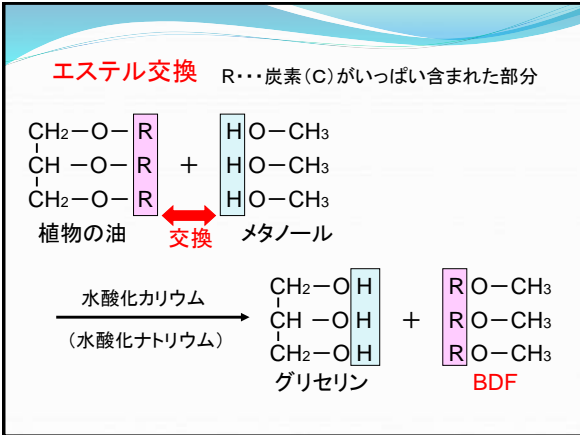 エステル交換 R・・・炭素(C)がいっぱい含まれた部分
CH2－O－R HO－CH3
CH－O－R ＋ HO－CH3
CH2－O－R HO－CH3
植物の油 交換 メタノール
水酸化カリウム
(水酸化ナトリウム)
CH2－OH RO－CH3
CH－OH ＋ RO－CH3
CH2－OH RO－CH3
グリセリン BDF